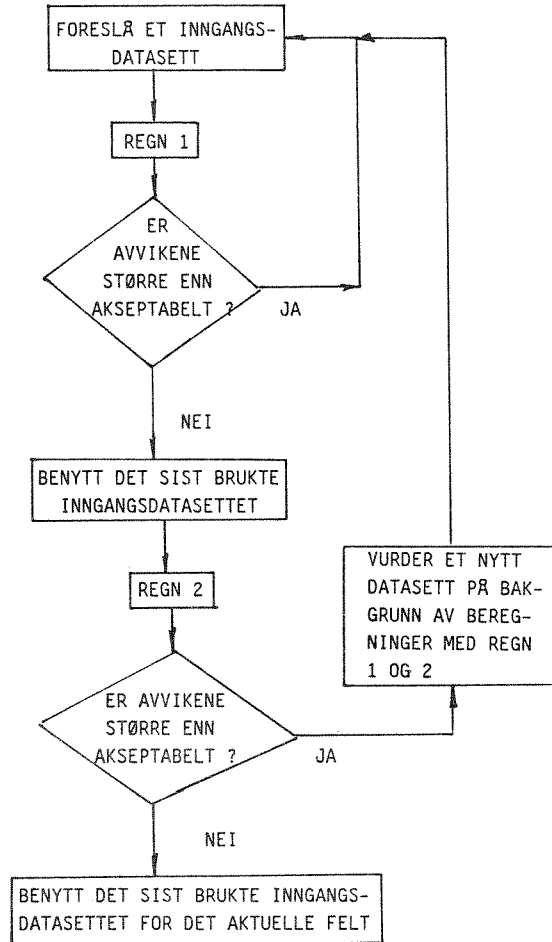 FORESLÅ ET INNGANGS-
DATASETT
REGN 1
ER
AVVIKENE
STØRRE ENN
AKSEPTABELT ?
JA
NEI
BENYTT DET SIST BRUKTE
INNGANGSDATASETTET
REGN 2
VURDER ET NYTT
DATASETT PÅ BAK-
GRUNN AV BEREG-
NINGER MED REGN
1 OG 2
ER AVVIKENE
STØRRE ENN
AKSEPTABELT ?
JA
NEI
BENYTT DET SIST BRUKTE INNGANGS-
DATASETTET FOR DET AKTUELLE FELT